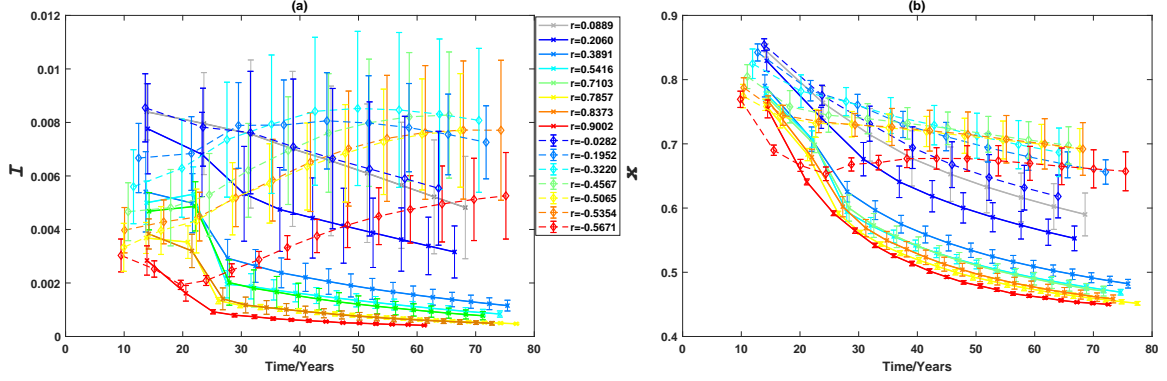 (a)
0.012
0.01
0.008
0.006
0.004
0.002
0
I
0 10 20 30 40 50 60 70 80
Time/Years
r=0.0889
r=0.2060
r=0.3891
r=0.5416
r=0.7103
r=0.7857
r=0.8373
r=0.9002
r=-0.0282
r=-0.1952
r=-0.3220
r=-0.4567
r=-0.5065
r=-0.5354
r=-0.5671
(b)
0.9
0.8
0.7
0.6
0.5
0.4
x
0 10 20 30 40 50 60 70 80
Time/Years